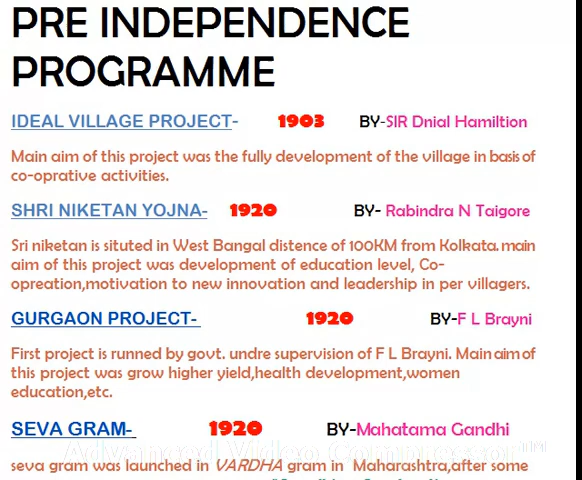 PRE INDEPENDENCE
PROGRAMME
IDEAL VILLAGE PROJECT- 1903 BY-SIR Dnial Hamiltion
Main aim of this project was the fully development of the village in basis of
co-oprative activities.
SHRI NIKETAN YOJNA- 1920 BY- Rabindra N Taigore
Sri niketan is situted in West Bangal distence of 100KM from Kolkata. main
aim of this project was development of education level, Co-
opreation,motivation to new innovation and leadership in per villagers.
GURGAON PROJECT- 1920 BY-F L Brayni
First project is runned by govt. undre supervision of F L Brayni. Main aim of
this project was grow higher yield,health development,women
education,etc.
SEVA GRAM- 1920 BY-Mahatama Gandhi
Advanced Video Compressor™
seva gram was launched in VARDHA gram in Maharashtra,after some